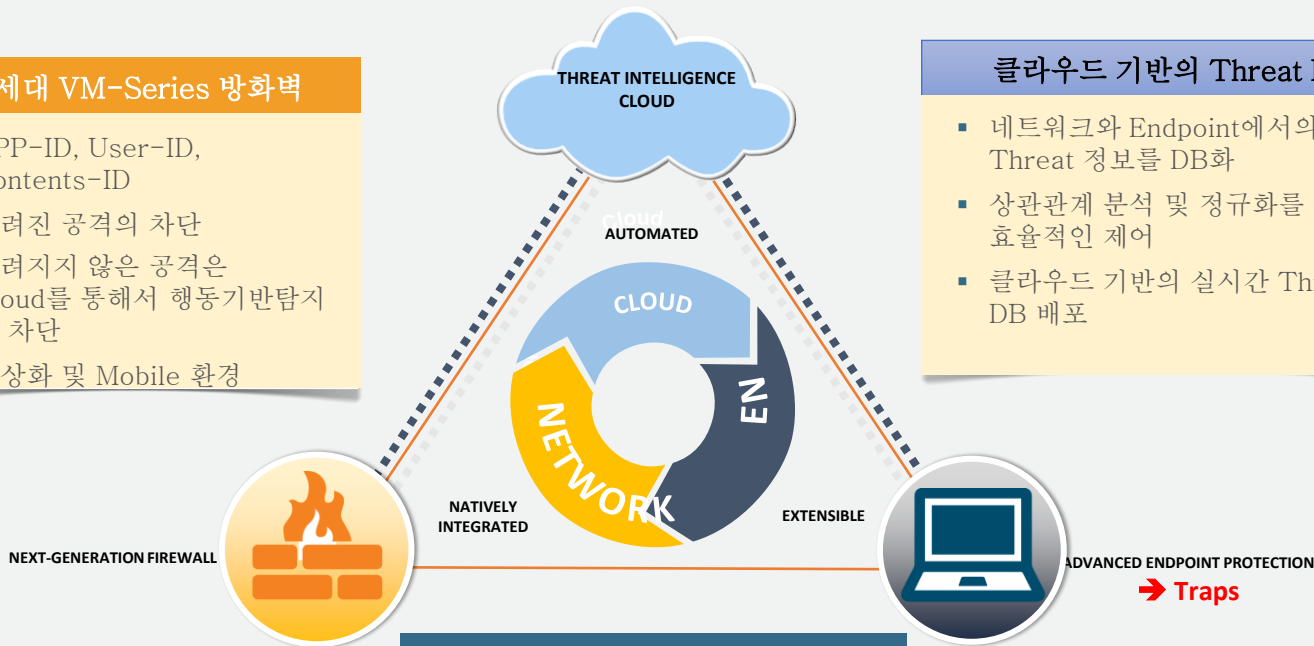 THREAT INTELLIGENCE
CLOUD
세대 VM-Series 방화벽
PP-ID, User-ID,
ontents-ID
려진 공격의 차단
려지지 않은 공격은
oud를 통해서 행동기반탐지
차단
상화 및 Mobile 환경
클라우드 기반의 Threat
네트워크와 Endpoint에서의
Threat 정보를 DB화
상관관계 분석 및 정규화를
효율적인 제어
클라우드 기반의 실시간 Th
DB 배포
Cloud
AUTOMATED
CLOUD
EN
NETWORK
NATIVELY
INTEGRATED
EXTENSIBLE
NEXT-GENERATION FIREWALL
ADVANCED ENDPOINT PROTECTION
➔ Traps